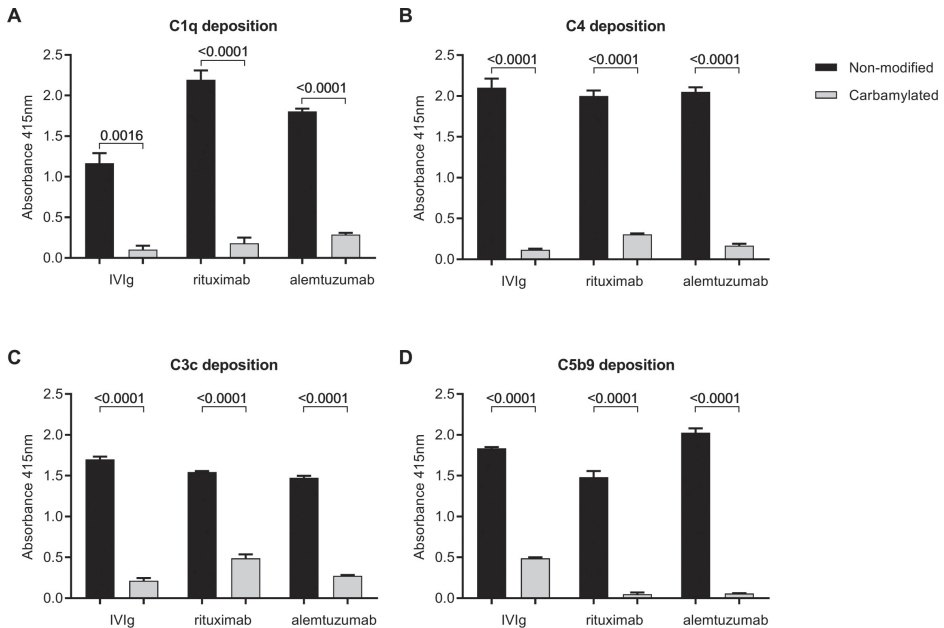 A
C1q deposition
<0.0001
<0.0001
0.0016
Absorbance 415nm
2.5
2.0
1.5
1.0
0.5
0.0
IVIg rituximab alemtuzumab
B
C4 deposition
<0.0001 <0.0001 <0.0001
Absorbance 415nm
2.5
2.0
1.5
1.0
0.5
0.0
IVIg rituximab alemtuzumab
Non-modified
Carbamylated
C
C3c deposition
<0.0001 <0.0001 <0.0001
Absorbance 415nm
2.5
2.0
1.5
1.0
0.5
0.0
IVIg rituximab alemtuzumab
D
C5b9 deposition
<0.0001 <0.0001 <0.0001
Absorbance 415nm
2.5
2.0
1.5
1.0
0.5
0.0
IVIg rituximab alemtuzumab